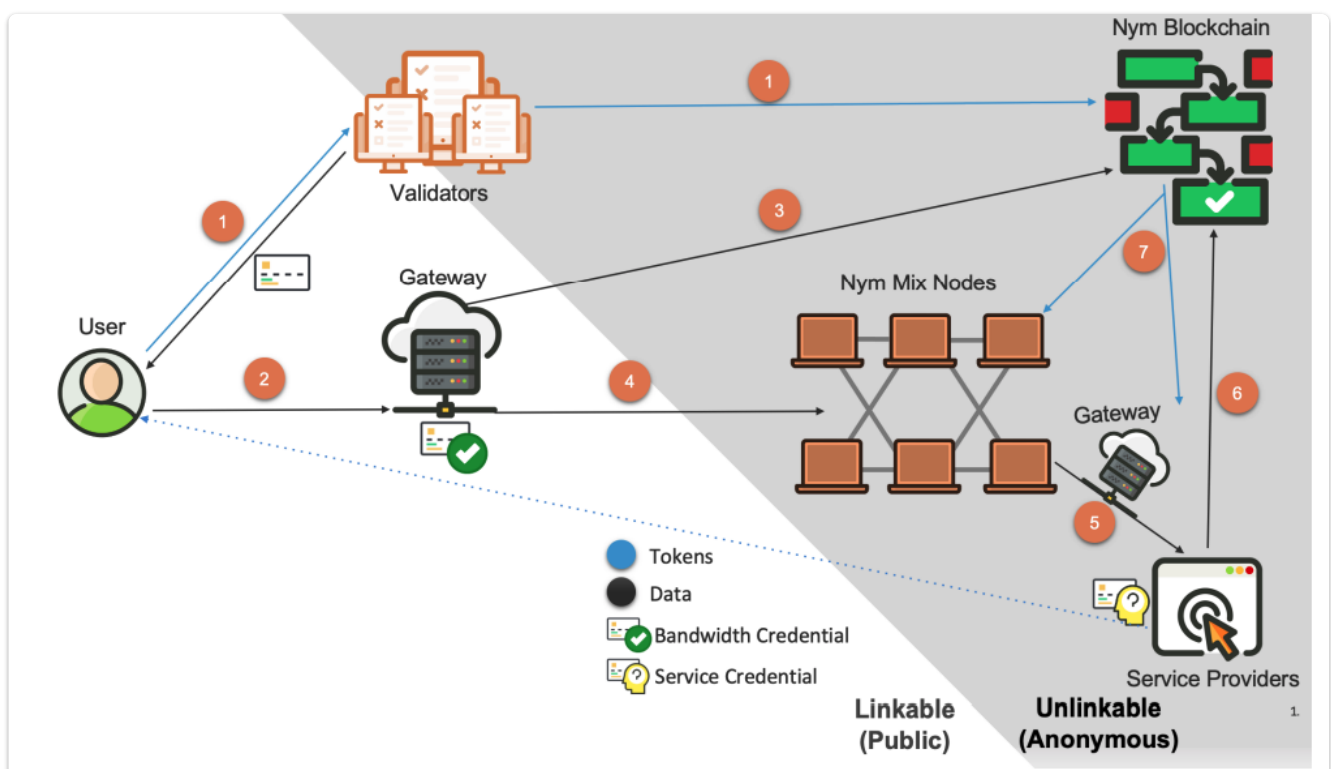 Nym Blockchain
1
Validators
1
3
Gateway
7
Nym Mix Nodes
User
2
4
6
Gateway
5
Tokens
Data
Bandwidth Credential
Service Credential
Service Providers
Linkable
(Public)
Unlinkable
(Anonymous)
1.